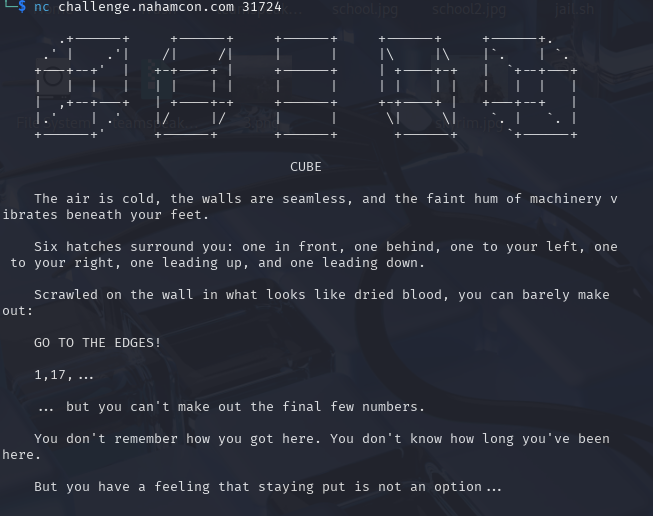 └─$ nc challenge.nahamcon.com 31724
CUBE
The air is cold, the walls are seamless, and the faint hum of machinery v
ibrates beneath your feet.
Six hatches surround you: one in front, one behind, one to your left, one
to your right, one leading up, and one leading down.
Scrawled on the wall in what looks like dried blood, you can barely make
out:
GO TO THE EDGES!
1,17,...
... but you can't make out the final few numbers.
You don't remember how you got here. You don't know how long you've been
here.
But you have a feeling that staying put is not an option...